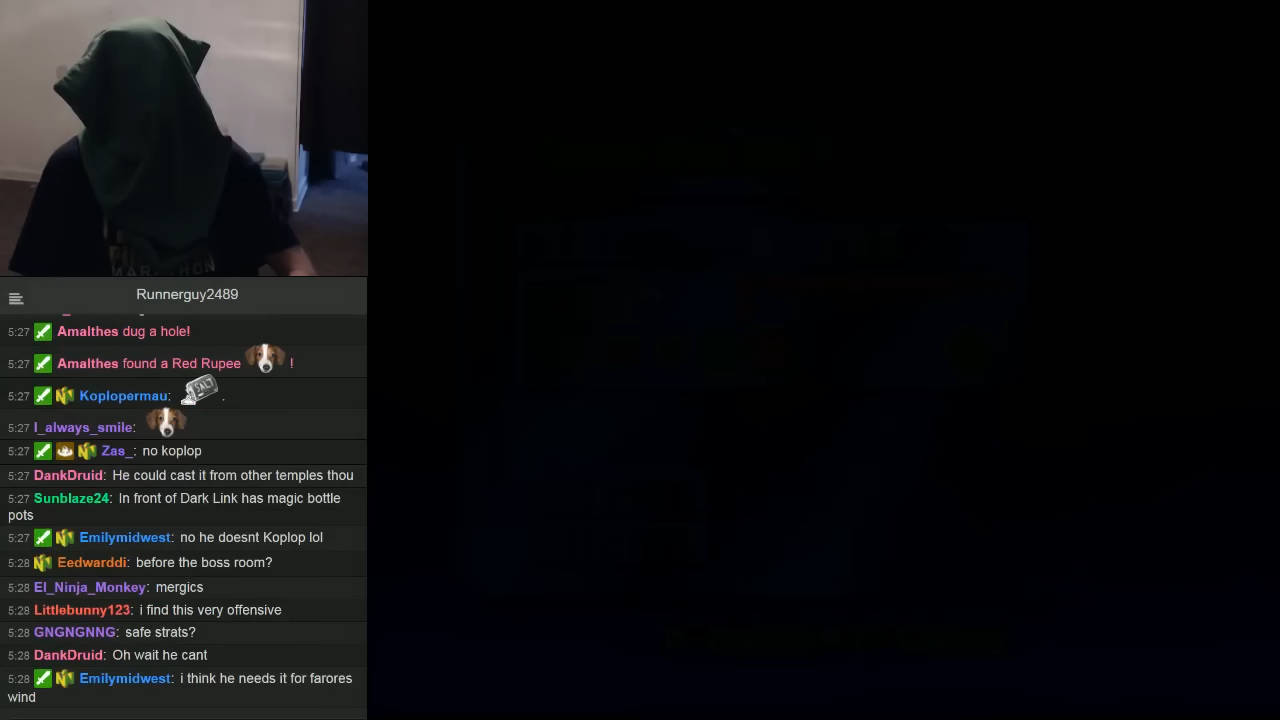 MARATHON
Runnerguy2489
5:27 Amalthes dug a hole!
5:27 Amalthes found a Red Rupee !
5:27 Koplopermau: SALT .
5:27 I_always_smile:
5:27 Zas_: no koplop
5:27 DankDruid: He could cast it from other temples thou
5:27 Sunblaze24: In front of Dark Link has magic bottle
pots
5:27 Emilymidwest: no he doesnt Koplop lol
5:28 Eedwarddi: before the boss room?
5:28 El_Ninja_Monkey: mergics
5:28 Littlebunny123: i find this very offensive
5:28 GNGNGNNG: safe strats?
5:28 DankDruid: Oh wait he cant
5:28 Emilymidwest: i think he needs it for farores
wind